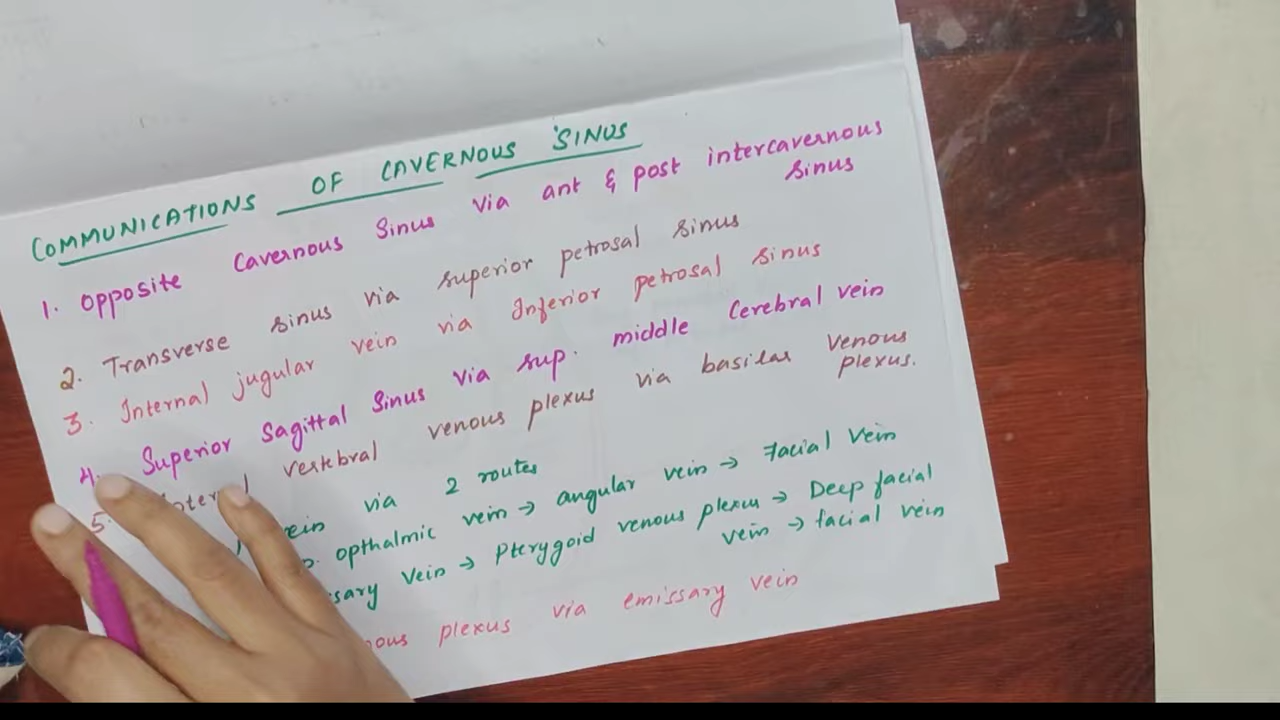 COMMUNICATIONS OF CAVERNOUS SINUS
1. Opposite Cavernous Sinus via ant & post intercavernous
sinus
2. Transverse sinus via superior petrosal sinus
3. Internal jugular vein via Inferior petrosal sinus
4. Superior Sagittal Sinus via sup. middle Cerebral vein
5. vertebral venous plexus via basilar venous
plexus.
vein via 2 routes
opthalmic vein → angular vein → Facial Vein
Vein → Pterygoid venous plexus → Deep facial
vein → facial vein
plexus via emissary vein